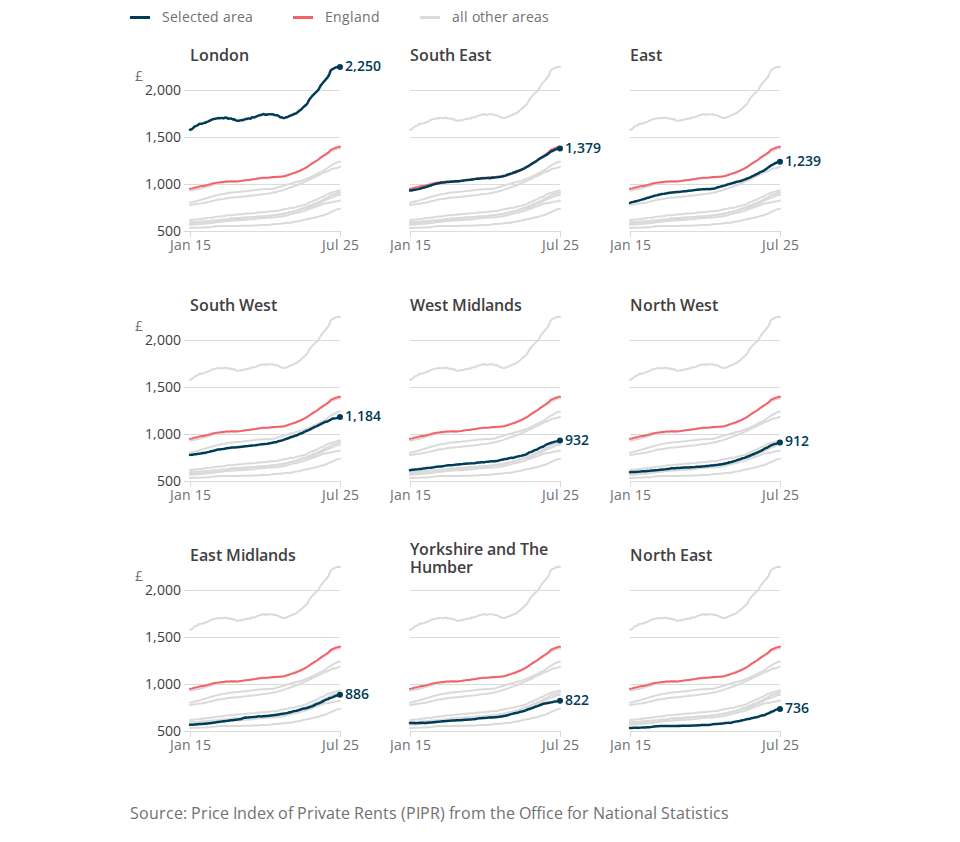 Selected area England all other areas
London South East East
£
2,250
2,000
1,500
1,379
1,239
1,000
500
Jan 15 Jul 25 Jan 15 Jul 25 Jan 15 Jul 25
South West West Midlands North West
£
2,000
1,500
1,184
1,000
932 912
500
Jan 15 Jul 25 Jan 15 Jul 25 Jan 15 Jul 25
East Midlands Yorkshire and The
Humber North East
£
2,000
1,500
1,000
886 822 736
500
Jan 15 Jul 25 Jan 15 Jul 25 Jan 15 Jul 25
Source: Price Index of Private Rents (PIPR) from the Office for National Statistics